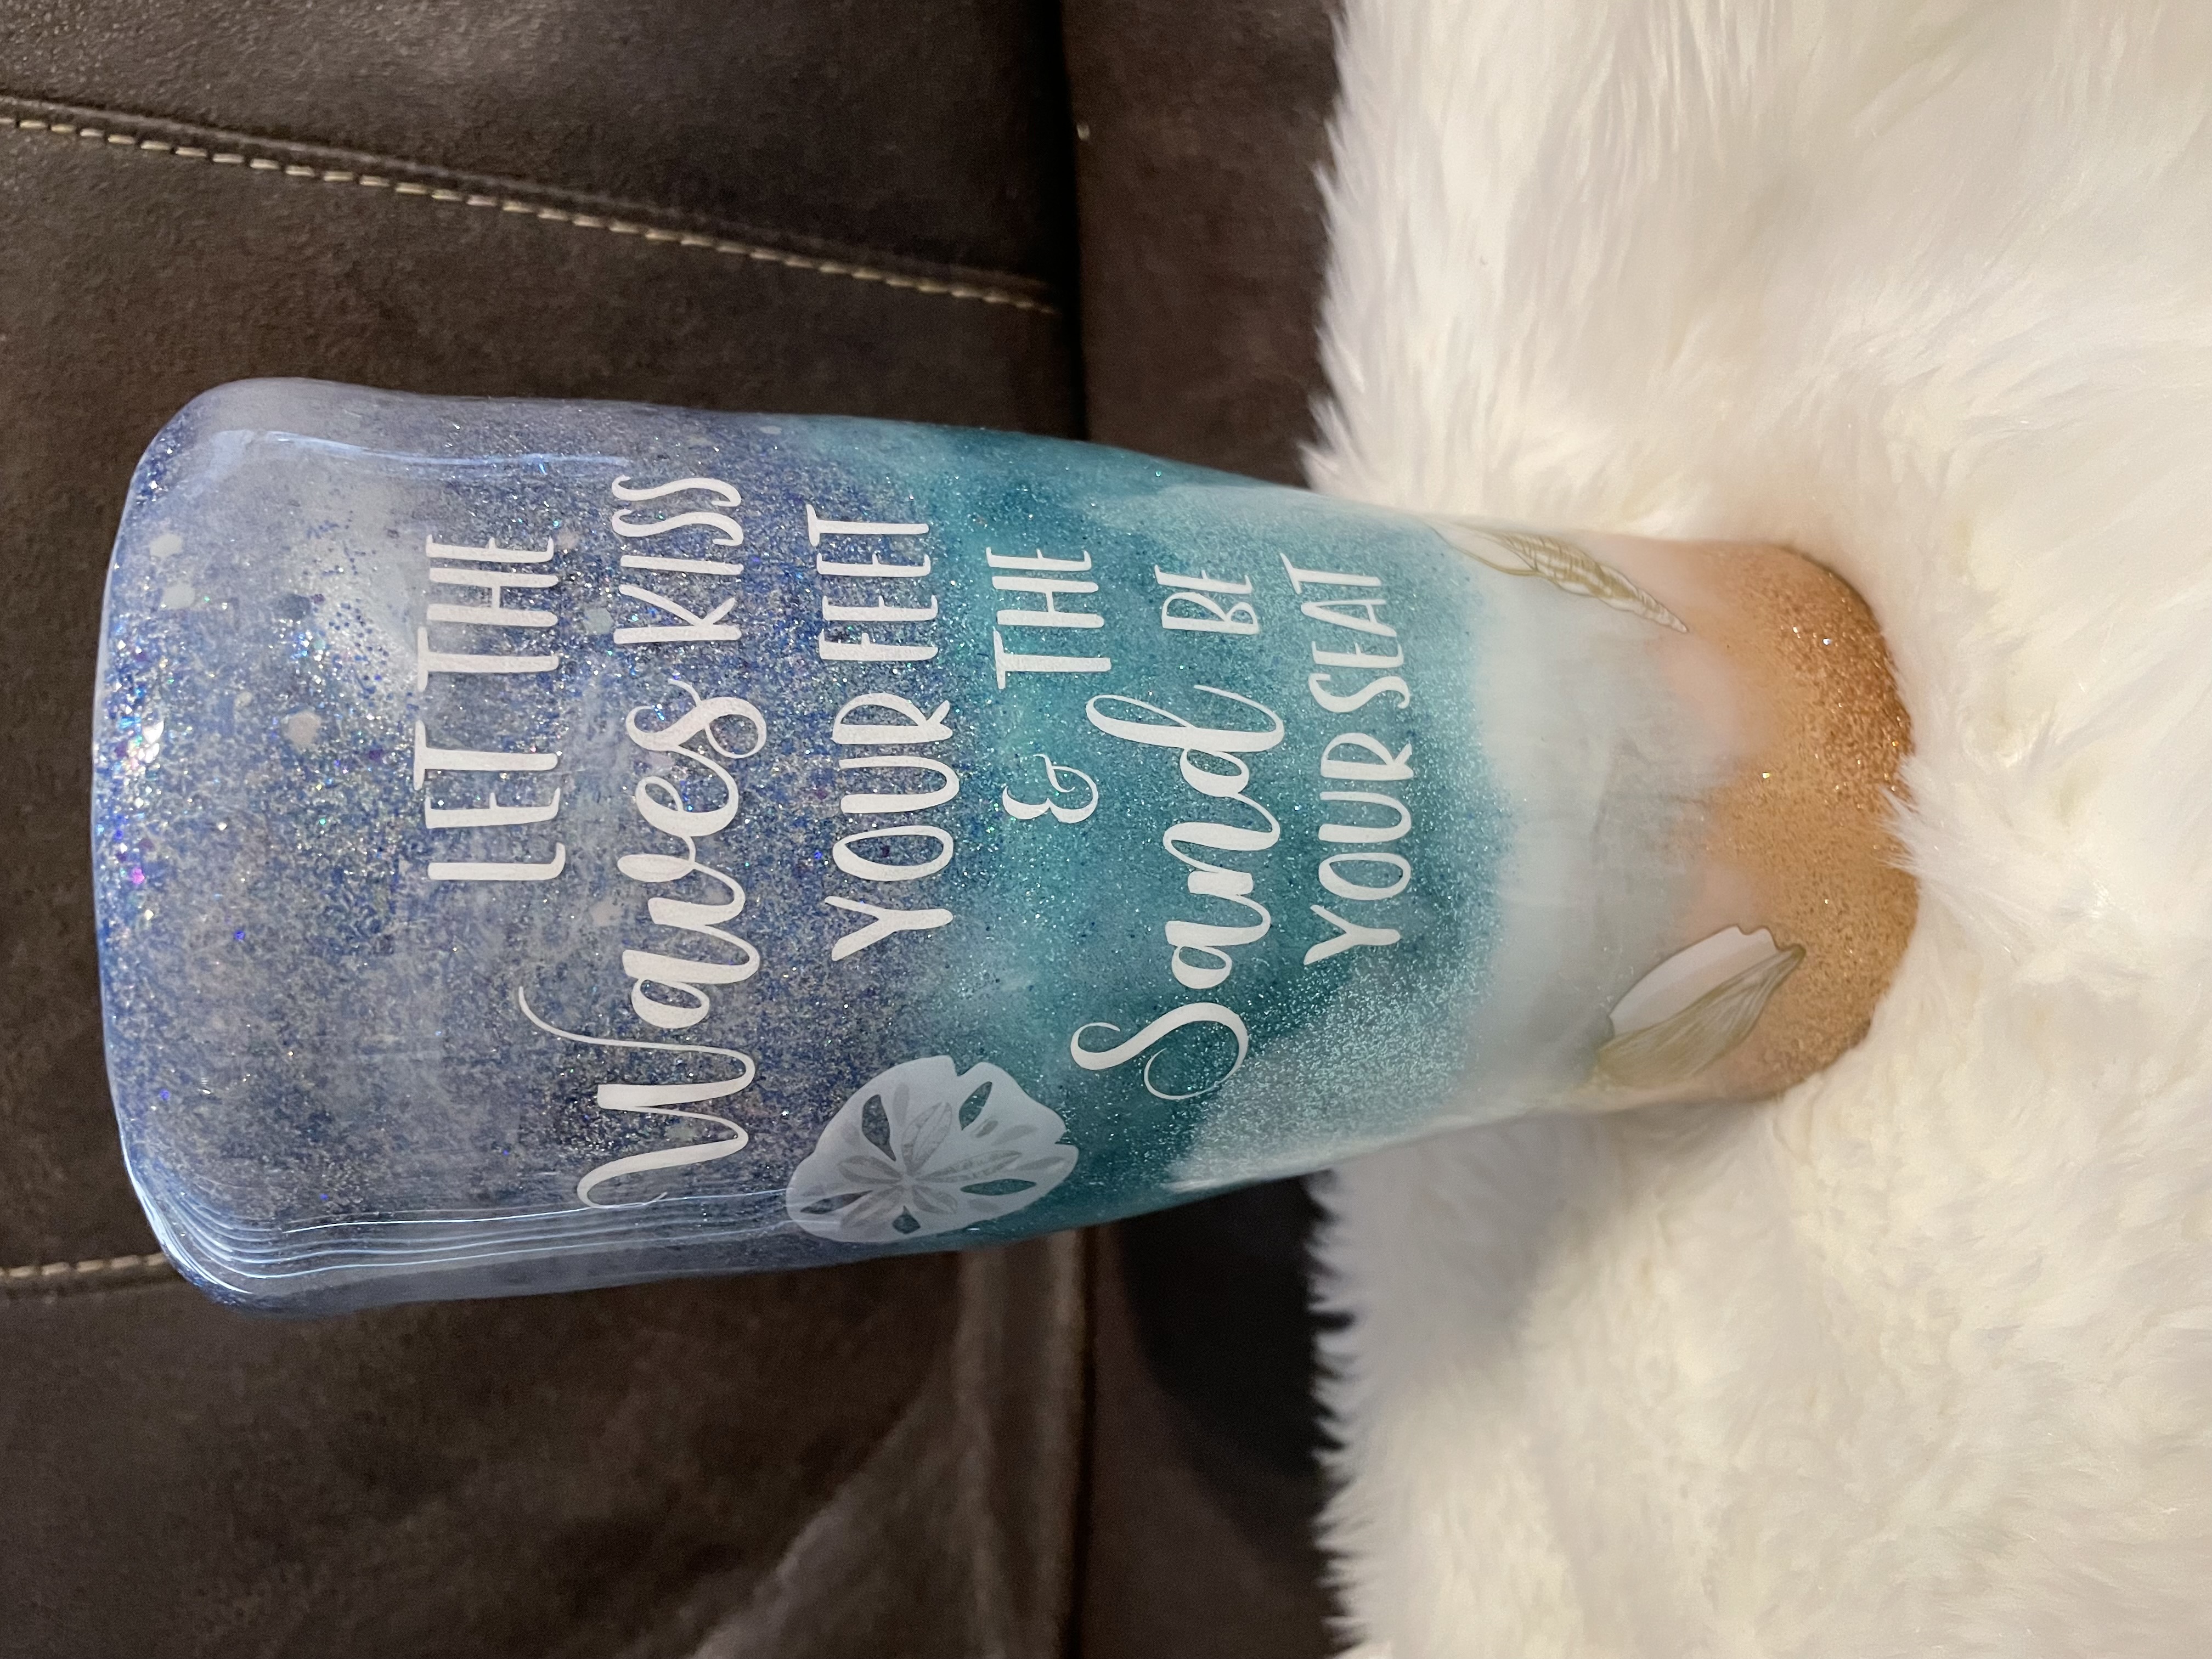 LET THE
Waves KISS
YOUR FEET
& THE
Sand BE
YOUR SEAT